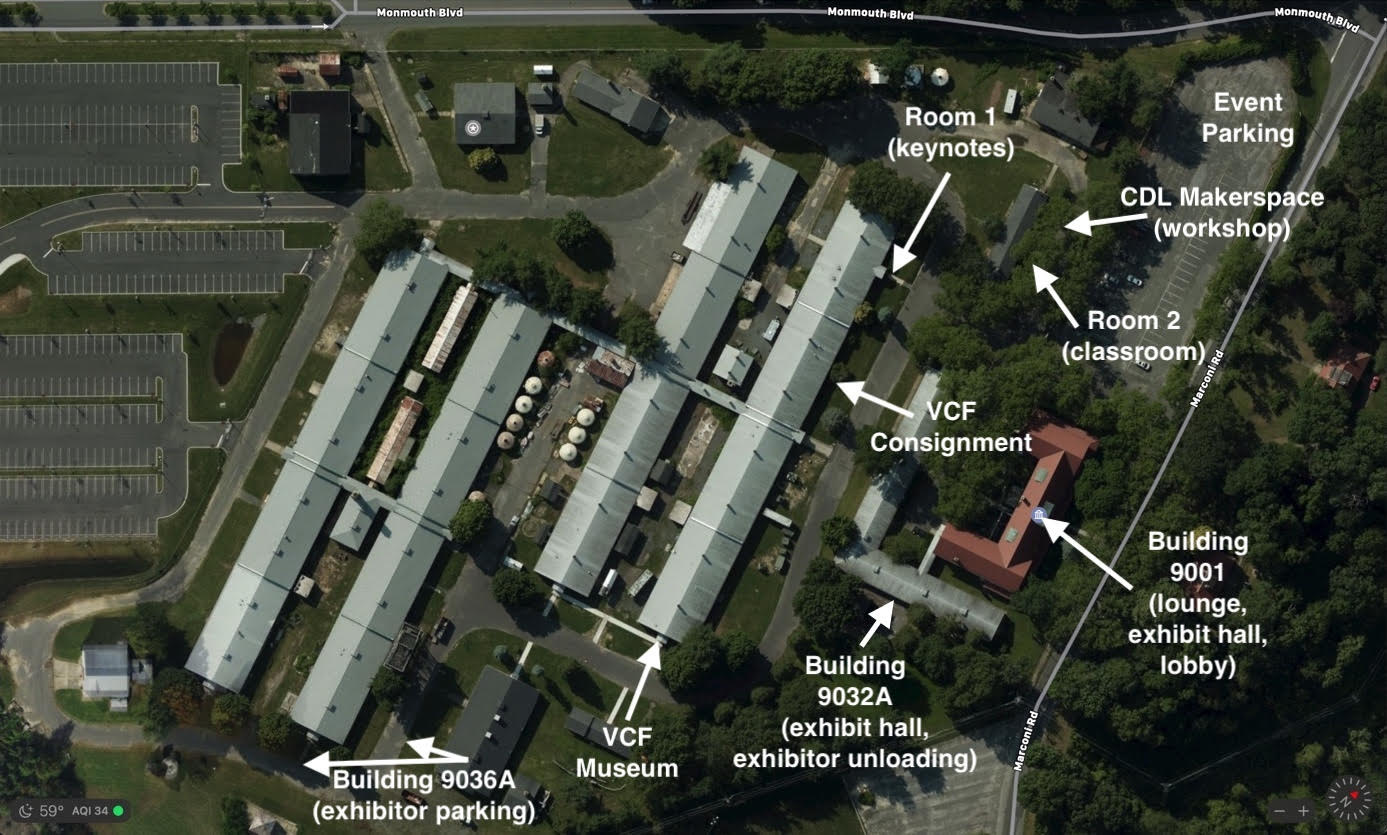 Monmouth Blvd
Monmouth Blvd
Monmouth Blvd
Event
Parking
Room 1
(keynotes)
CDL Makerspace
(workshop)
Room 2
(classroom)
Marconi Rd
VCF
Consignment
Building
9001
(lounge,
exhibit hall,
lobby)
Building
9032A
(exhibit hall,
exhibitor unloading)
VCF
Museum
Marconi Rd
Building 9036A
(exhibitor parking)
59° AQI 34
N